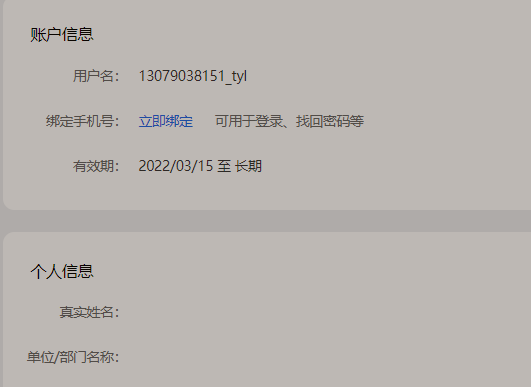 账户信息
用户名： 13079038151_tyl
绑定手机号： 立即绑定 可用于登录、找回密码等
有效期： 2022/03/15 至 长期
个人信息
真实姓名：
单位/部门名称：